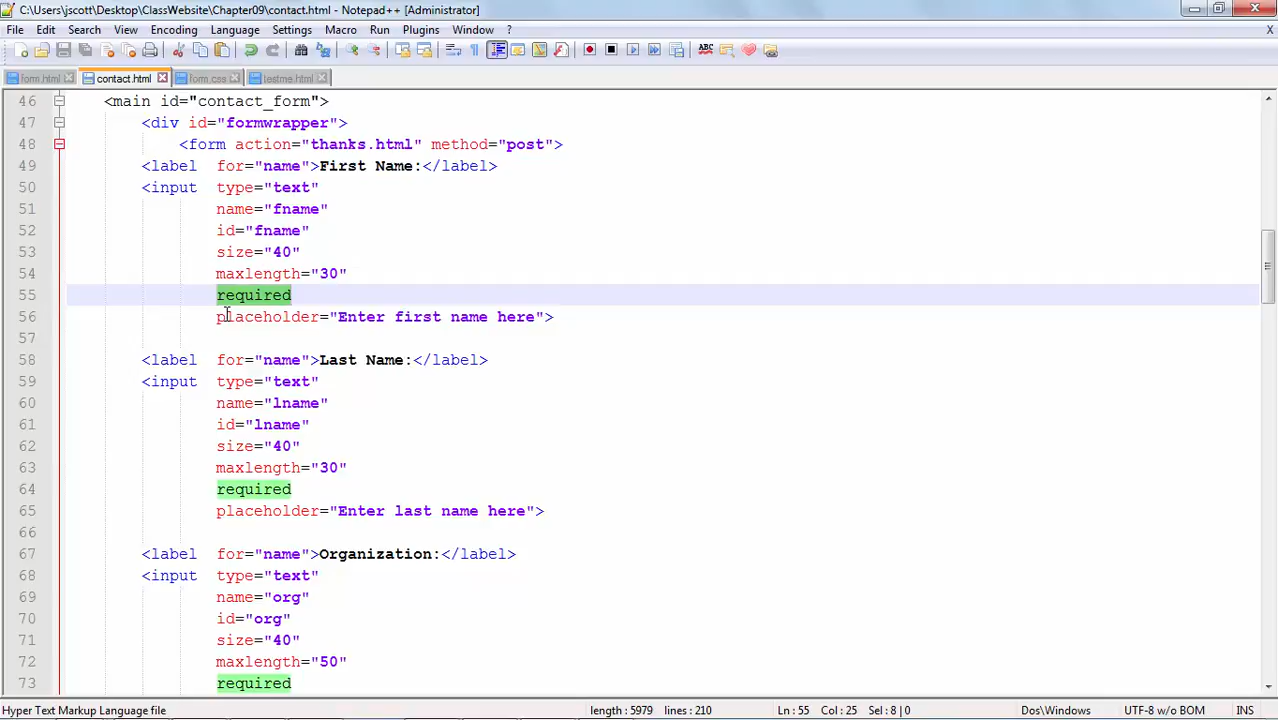 C:\Users\jscott\Desktop\ClassWebsite\Chapter09\contact.html - Notepad++ [Administrator]
File Edit Search View Encoding Language Settings Macro Run Plugins Window ? X
form.html contact.html form.css testme.html
46 <main id="contact_form">
47 <div id="formwrapper">
48 <form action="thanks.html" method="post">
49 <label for="name">First Name:</label>
50 <input type="text"
51 name="fname"
52 id="fname"
53 size="40"
54 maxlength="30"
55 required
56 placeholder="Enter first name here">
57
58 <label for="name">Last Name:</label>
59 <input type="text"
60 name="lname"
61 id="lname"
62 size="40"
63 maxlength="30"
64 required
65 placeholder="Enter last name here">
66
67 <label for="name">Organization:</label>
68 <input type="text"
69 name="org"
70 id="org"
71 size="40"
72 maxlength="50"
73 required
Hyper Text Markup Language file length : 5979 lines : 210 Ln : 55 Col : 25 Sel : 8 | 0 Dos\Windows UTF-8 w/o BOM INS